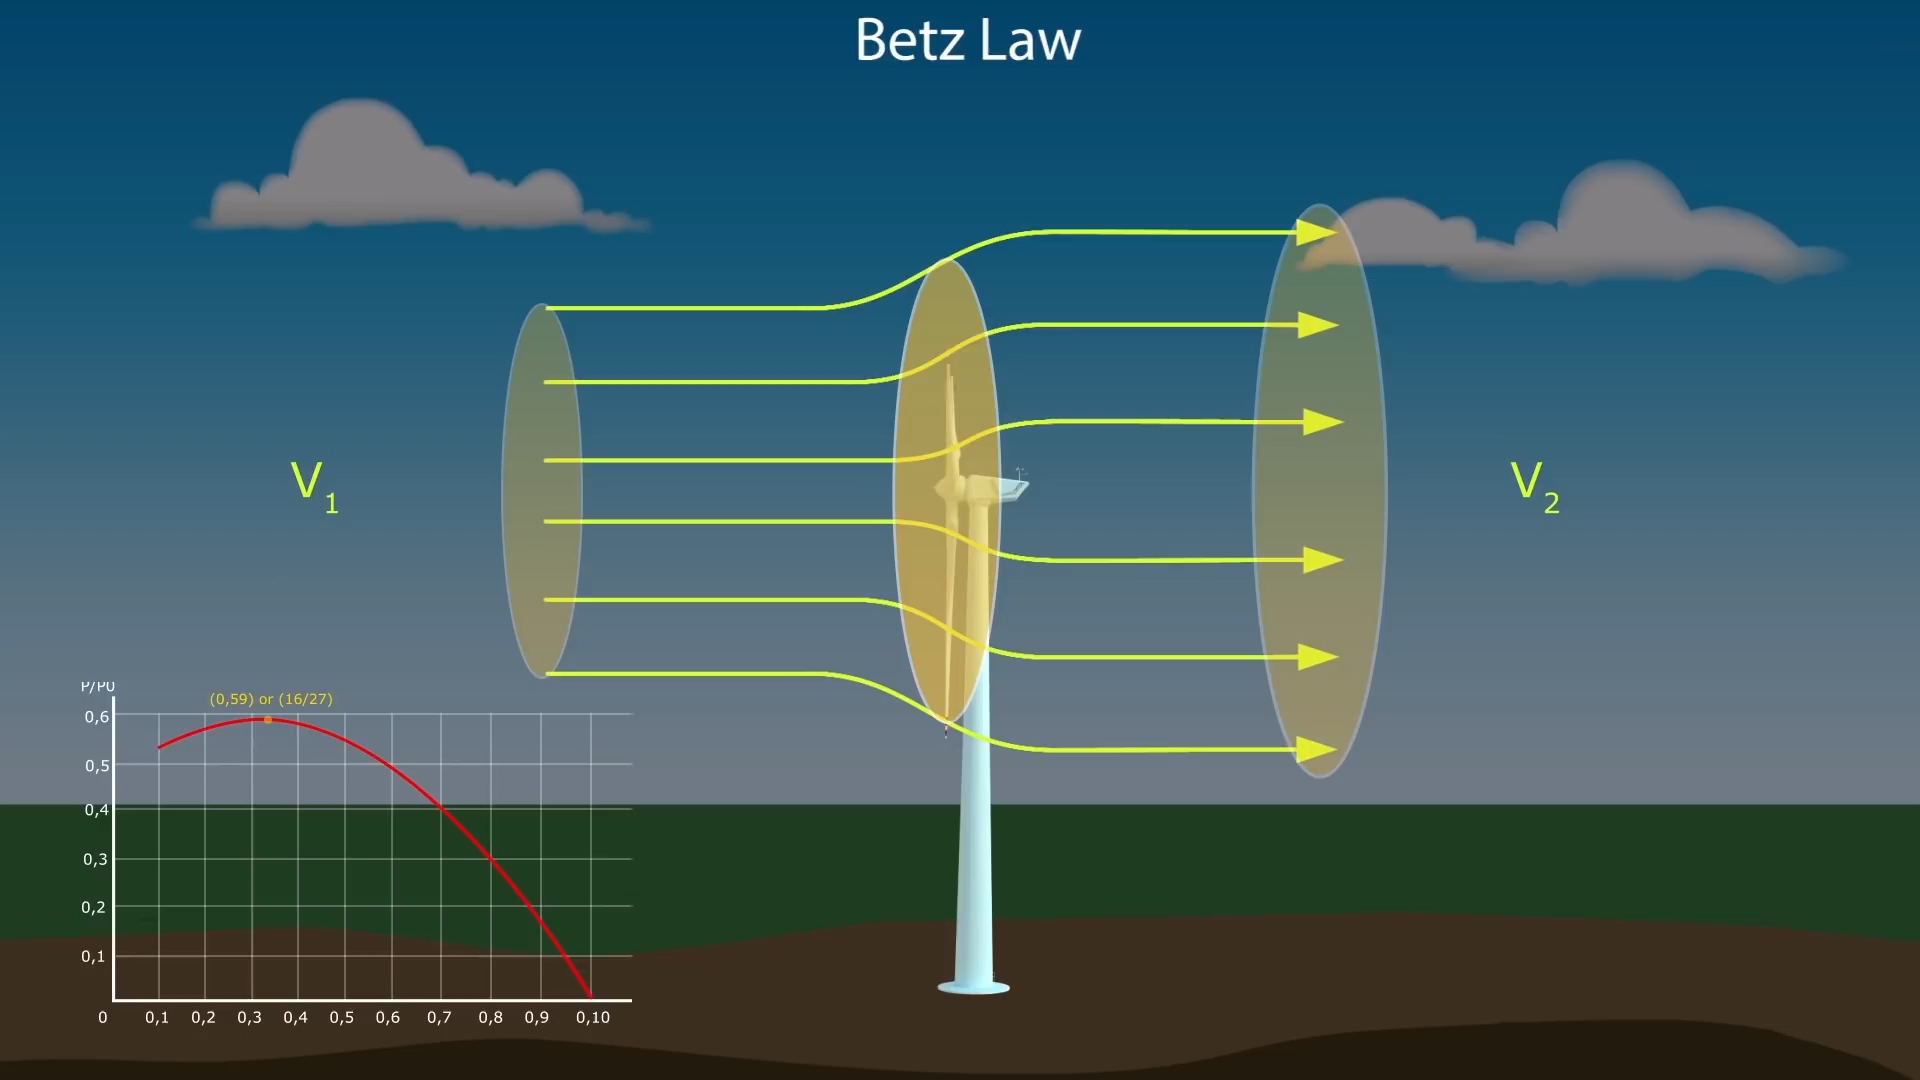 Betz Law
V1
V2
P/P0
(0,59) or (16/27)
0,6
0,5
0,4
0,3
0,2
0,1
0 0,1 0,2 0,3 0,4 0,5 0,6 0,7 0,8 0,9 0,10